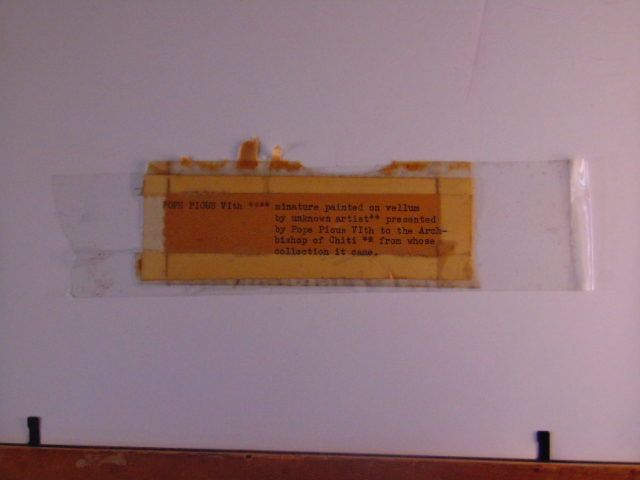 POPE PIOUS VIth **** minature painted on vellum
by unknown artist** presented
by Pope Pious VIth to the Arch-
bishop of Chiti ** from whose
collection it came.